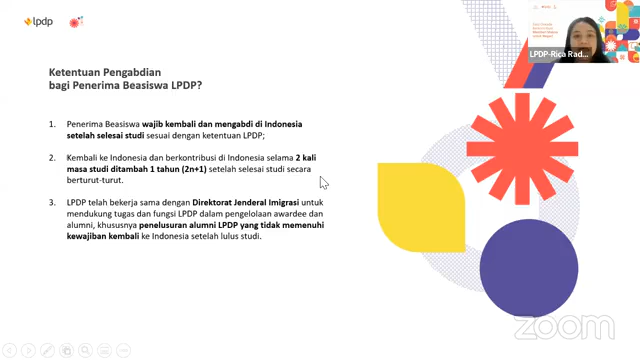 lpdp
LPDP-Rica Rad...
Ketentuan Pengabdian
bagi Penerima Beasiswa LPDP?
1. Penerima Beasiswa wajib kembali dan mengabdi di Indonesia
setelah selesai studi sesuai dengan ketentuan LPDP;
2. Kembali ke Indonesia dan berkontribusi di Indonesia selama 2 kali
masa studi ditambah 1 tahun (2n+1) setelah selesai studi secara
berturut-turut.
3. LPDP telah bekerja sama dengan Direktorat Jenderal Imigrasi untuk
mendukung tugas dan fungsi LPDP dalam pengelolaan awardee dan
alumni, khususnya penelusuran alumni LPDP yang tidak memenuhi
kewajiban kembali ke Indonesia setelah lulus studi.
zoom